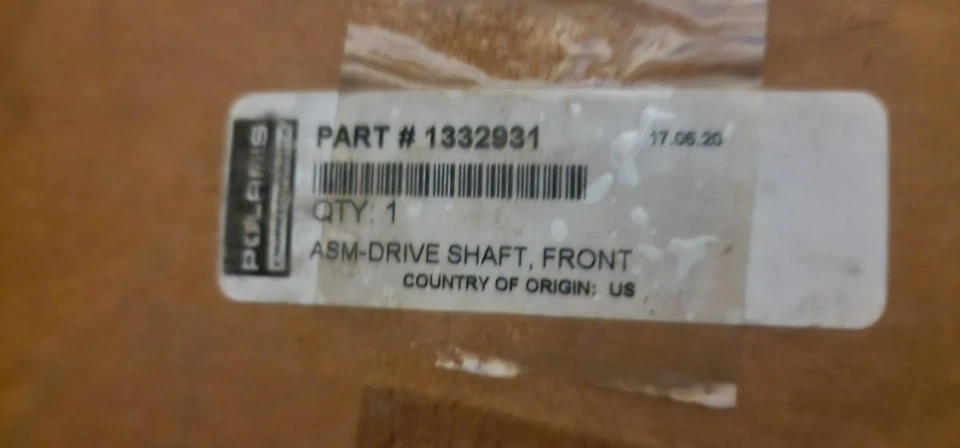 POLARIS
PART # 1332931
17.06.20
QTY: 1
ASM-DRIVE SHAFT, FRONT
COUNTRY OF ORIGIN: US